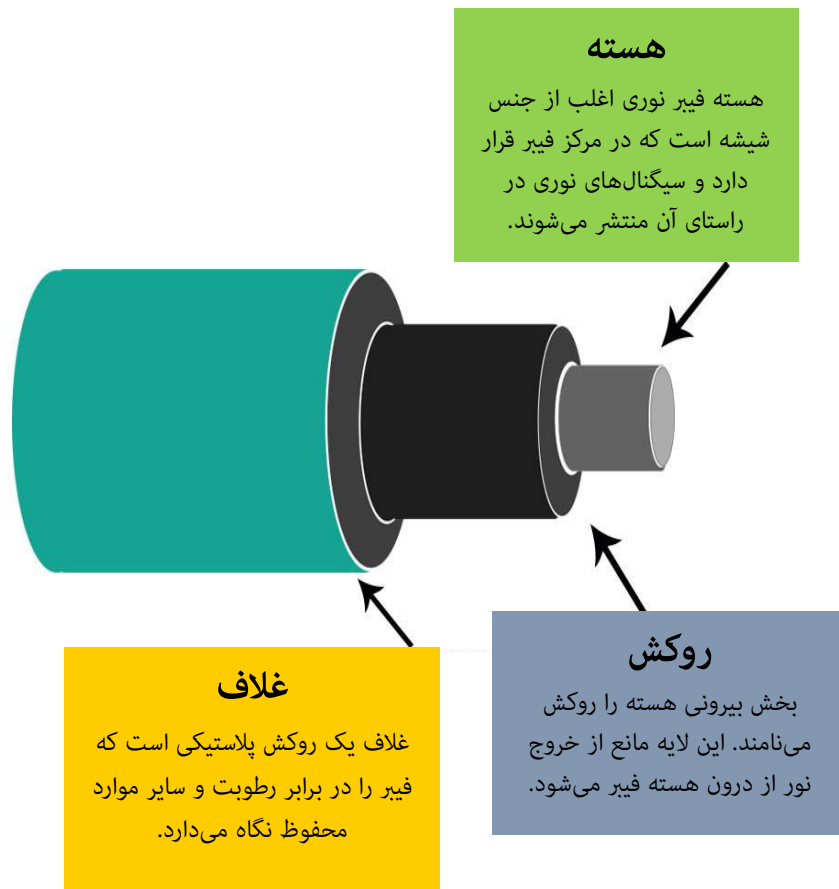 هسته
هسته فیبر نوری اغلب از جنس
شیشه است که در مرکز فیبر قرار
دارد و سیگنال‌های نوری در
راستای آن منتشر می‌شوند.
روکش
بخش بیرونی هسته را روکش
می‌نامند. این لایه مانع از خروج
نور از درون هسته فیبر می‌شود.
غلاف
غلاف یک روکش پلاستیکی است که
فیبر را در برابر رطوبت و سایر موارد
محفوظ نگاه می‌دارد.